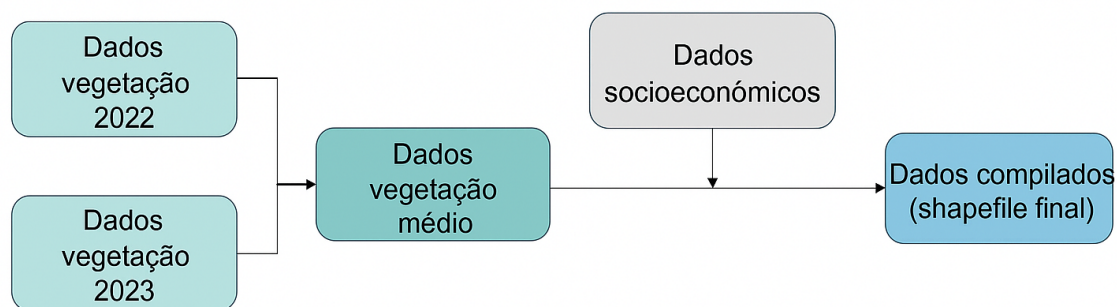 Dados
vegetação
2022
Dados
vegetação
2023
Dados
vegetação
médio
Dados
socioeconómicos
Dados compilados
(shapefile final)